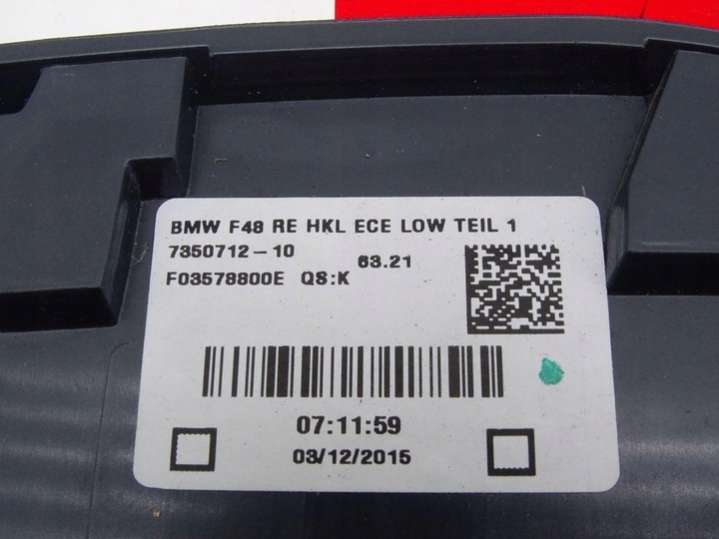 BMW F48 RE HKL ECE LOW TEIL 1
7350712-10 63.21
F03578800E QS:K
07:11:59
03/12/2015